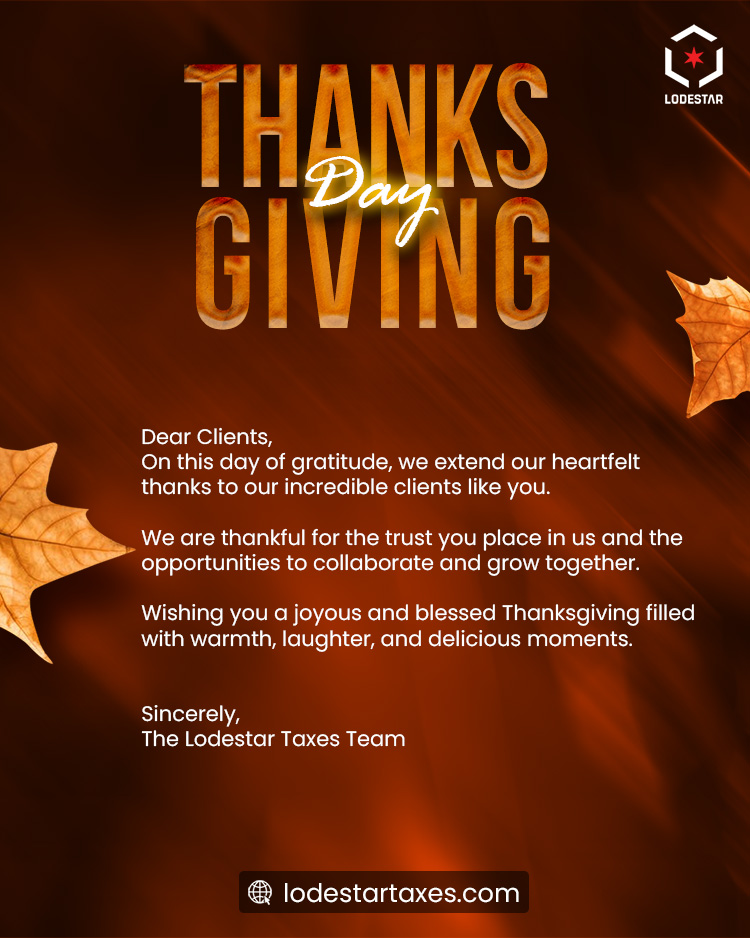 LODESTAR
THANKS
Day
GIVING
Dear Clients,
On this day of gratitude, we extend our heartfelt
thanks to our incredible clients like you.
We are thankful for the trust you place in us and the
opportunities to collaborate and grow together.
Wishing you a joyous and blessed Thanksgiving filled
with warmth, laughter, and delicious moments.
Sincerely,
The Lodestar Taxes Team
lodestartaxes.com